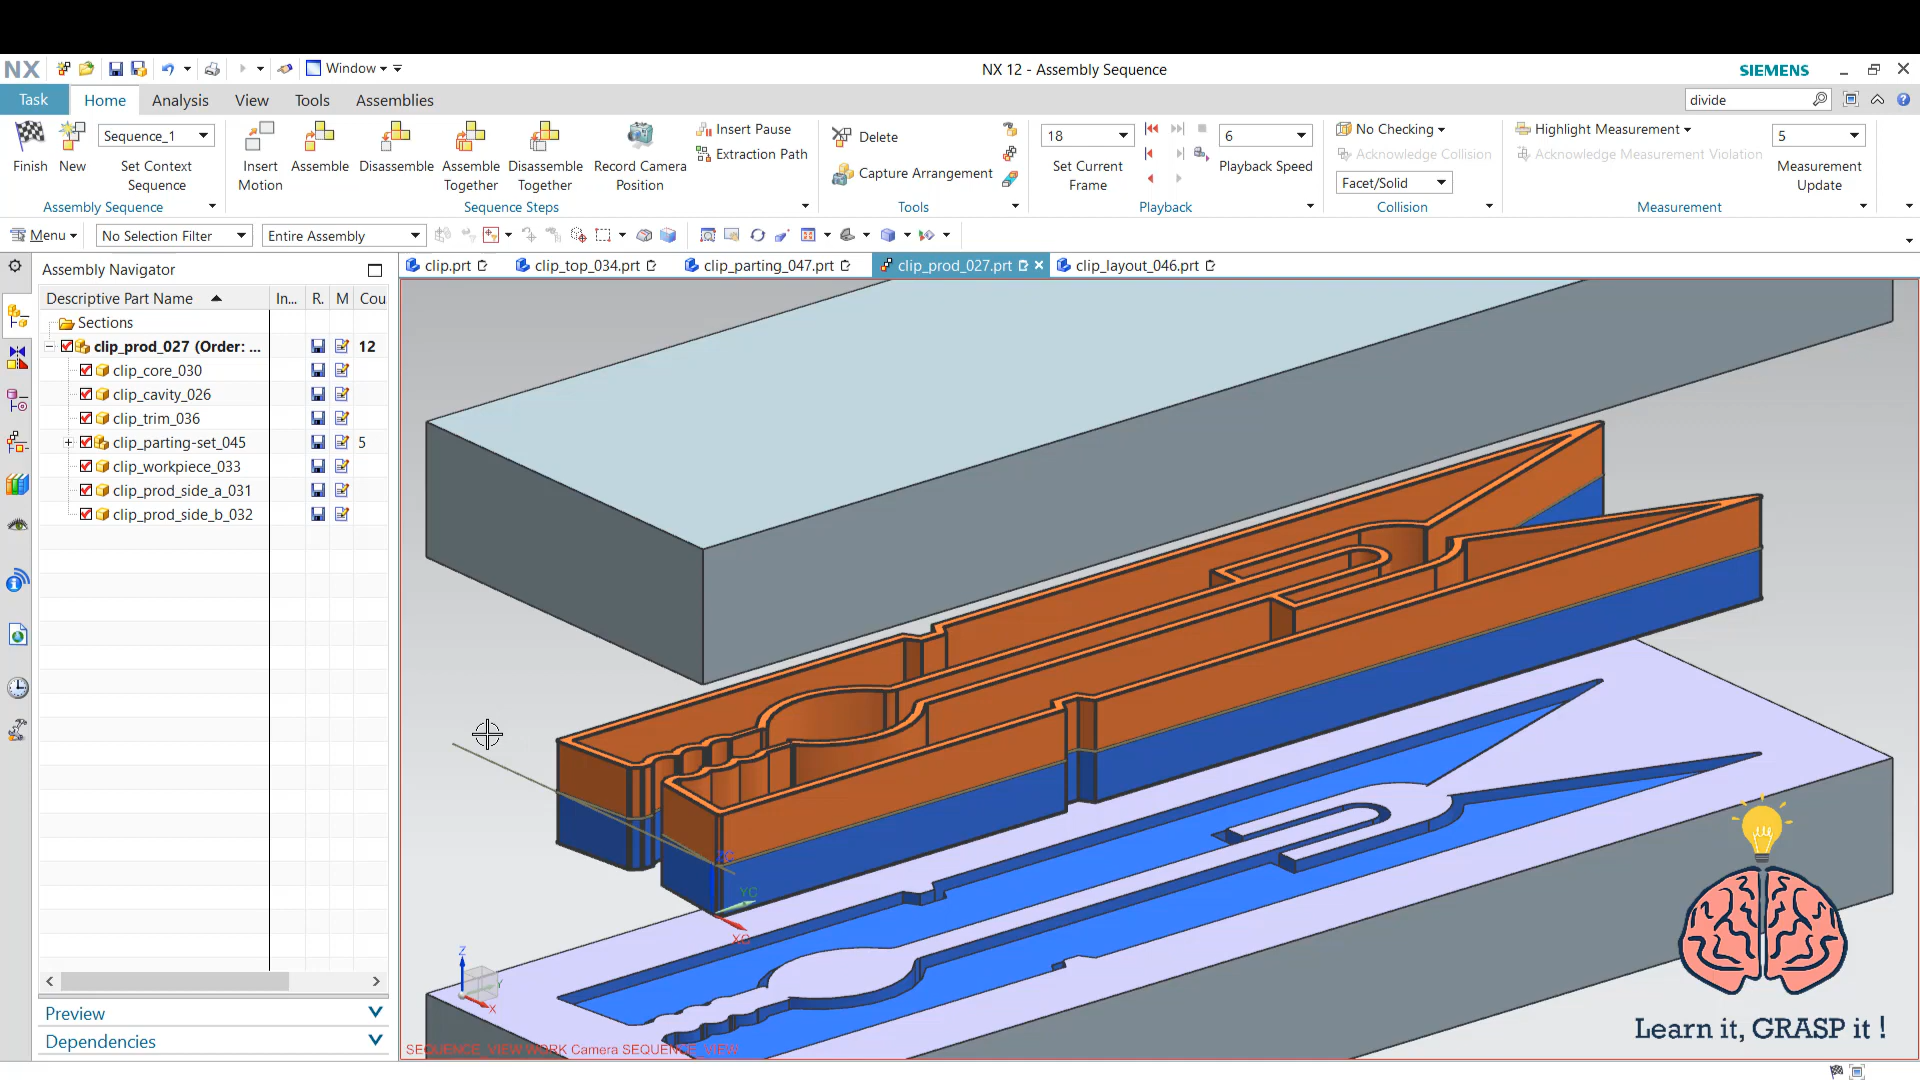 NX
Window
NX 12 - Assembly Sequence
SIEMENS
Task
Home
Analysis
View
Tools
Assemblies
divide
Finish
New
Sequence_1
Set Context
Sequence
Assembly Sequence
Insert
Motion
Assemble
Disassemble
Assemble
Together
Disassemble
Together
Record Camera
Position
Insert Pause
Extraction Path
Sequence Steps
Delete
Capture Arrangement
Tools
18
Set Current
Frame
6
Playback Speed
Playback
No Checking
Acknowledge Collision
Facet/Solid
Collision
Highlight Measurement
Acknowledge Measurement Violation
5
Measurement
Update
Measurement
Menu
No Selection Filter
Entire Assembly
Assembly Navigator
clip.prt
clip_top_034.prt
clip_parting_047.prt
clip_prod_027.prt
clip_layout_046.prt
Descriptive Part Name
In...
R.
M
Cou
Sections
clip_prod_027 (Order: ...
12
clip_core_030
clip_cavity_026
clip_trim_036
clip_parting-set_045
5
clip_workpiece_033
clip_prod_side_a_031
clip_prod_side_b_032
ZC
YC
XC
Z
X
Preview
Dependencies
SEQUENCE_VIEW WORK Camera SEQUENCE_VIEW
Learn it, GRASP it !